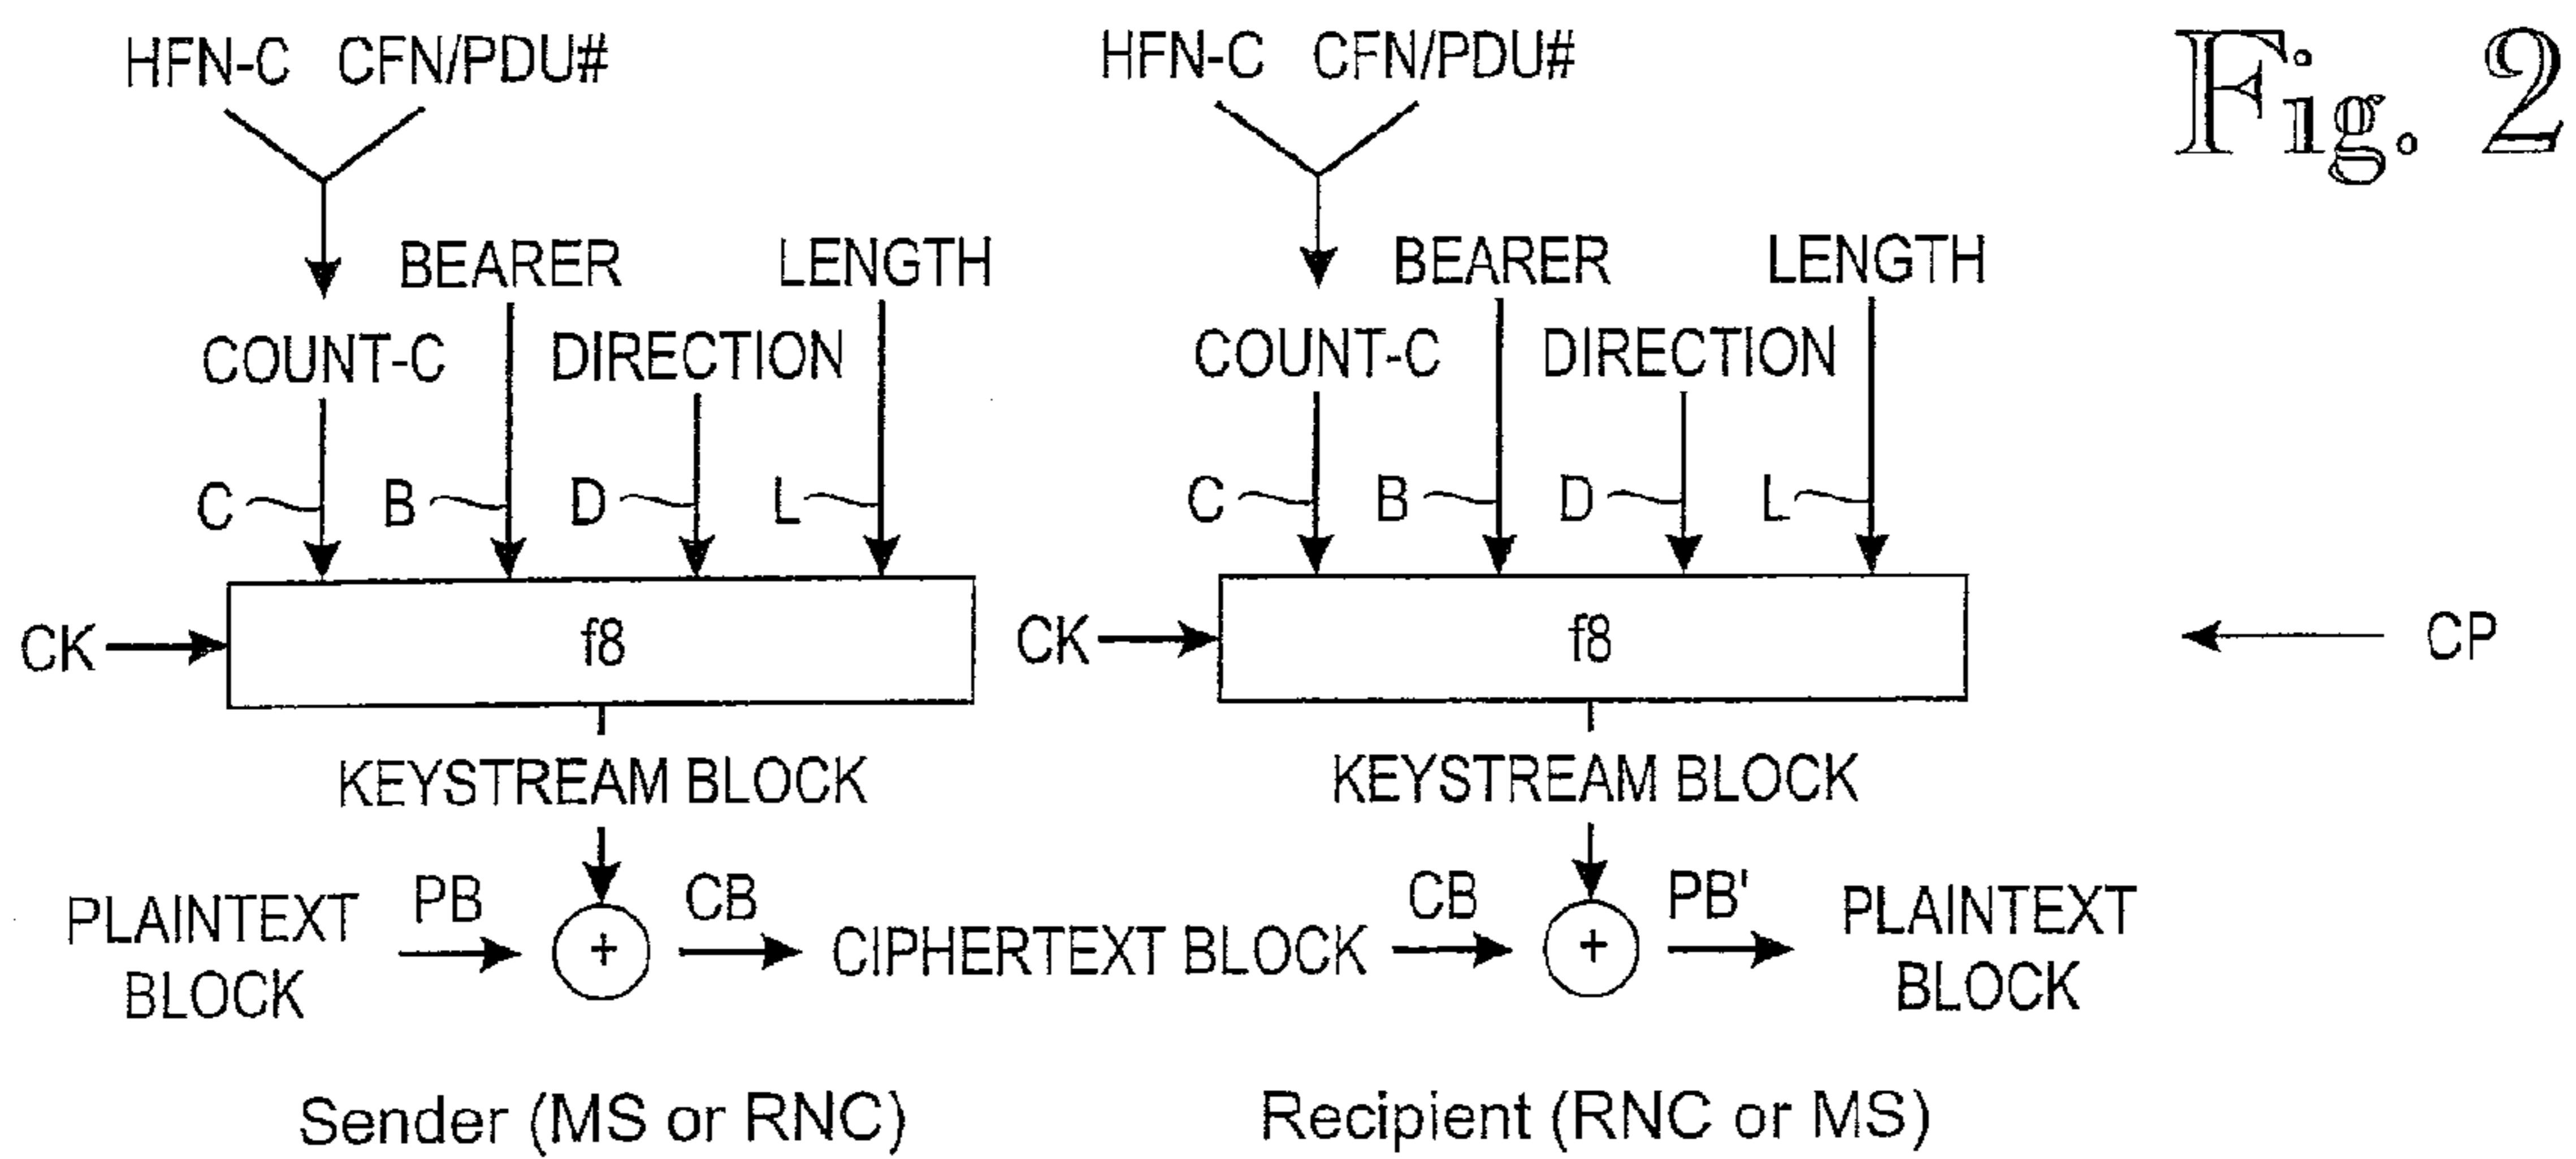 HFN-C CFN/PDU# HFN-C CFN/PDU# Fig. 2
BEARER LENGTH BEARER LENGTH
COUNT-C DIRECTION COUNT-C DIRECTION
C B D L C B D L
CK f8 CK f8 CP
KEYSTREAM BLOCK KEYSTREAM BLOCK
PLAINTEXT BLOCK PB + CB CIPHERTEXT BLOCK CB + PB' PLAINTEXT BLOCK
Sender (MS or RNC) Recipient (RNC or MS)